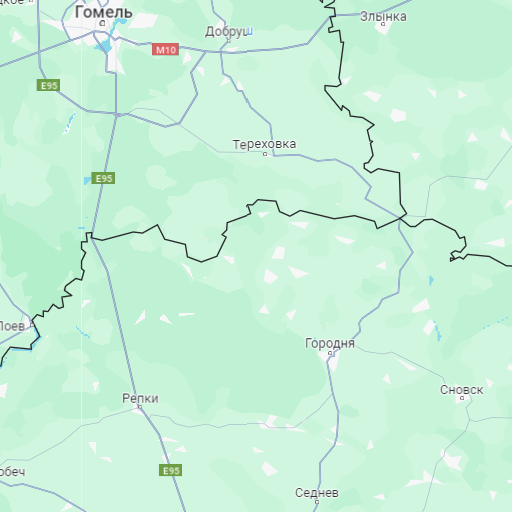 Гомель
Злынка
Добруш
M10
E95
Тереховка
E95
Лоев
Городня
Сновск
Репки
E95
Седнев